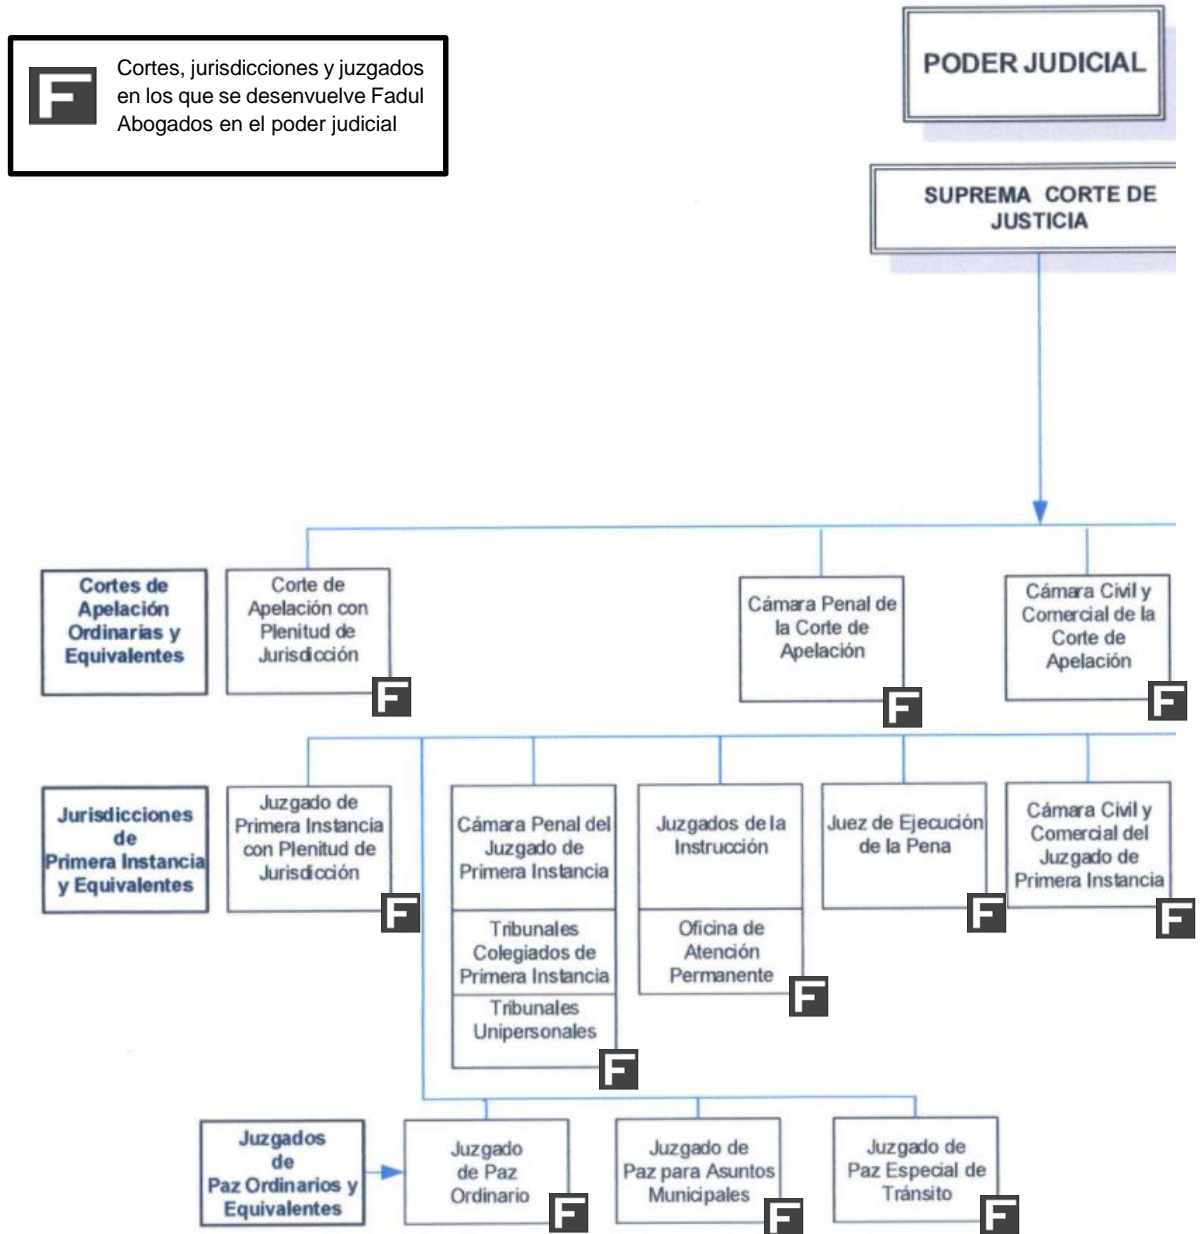 F
Cortes, jurisdicciones y juzgados
en los que se desenvuelve Fadul
Abogados en el poder judicial
PODER JUDICIAL
SUPREMA CORTE DE
JUSTICIA
Cortes de
Apelación
Ordinarias y
Equivalentes
Corte de
Apelación con
Plenitud de
Jurisdicción
F
Cámara Penal de
la Corte de
Apelación
F
Cámara Civil y
Comercial de la
Corte de
Apelación
F
Jurisdicciones
de
Primera Instancia
y Equivalentes
Juzgado de
Primera Instancia
con Plenitud de
Jurisdicción
F
Cámara Penal del
Juzgado de
Primera Instancia
Tribunales
Colegiados de
Primera Instancia
Tribunales
Unipersonales
F
Juzgados de la
Instrucción
Oficina de
Atención
Permanente
F
Juez de Ejecución
de la Pena
F
Cámara Civil y
Comercial del
Juzgado de
Primera Instancia
F
Juzgados
de
Paz Ordinarios y
Equivalentes
Juzgado
de Paz
Ordinario
F
Juzgado de
Paz para Asuntos
Municipales
F
Juzgado de
Paz Especial de
Tránsito
F